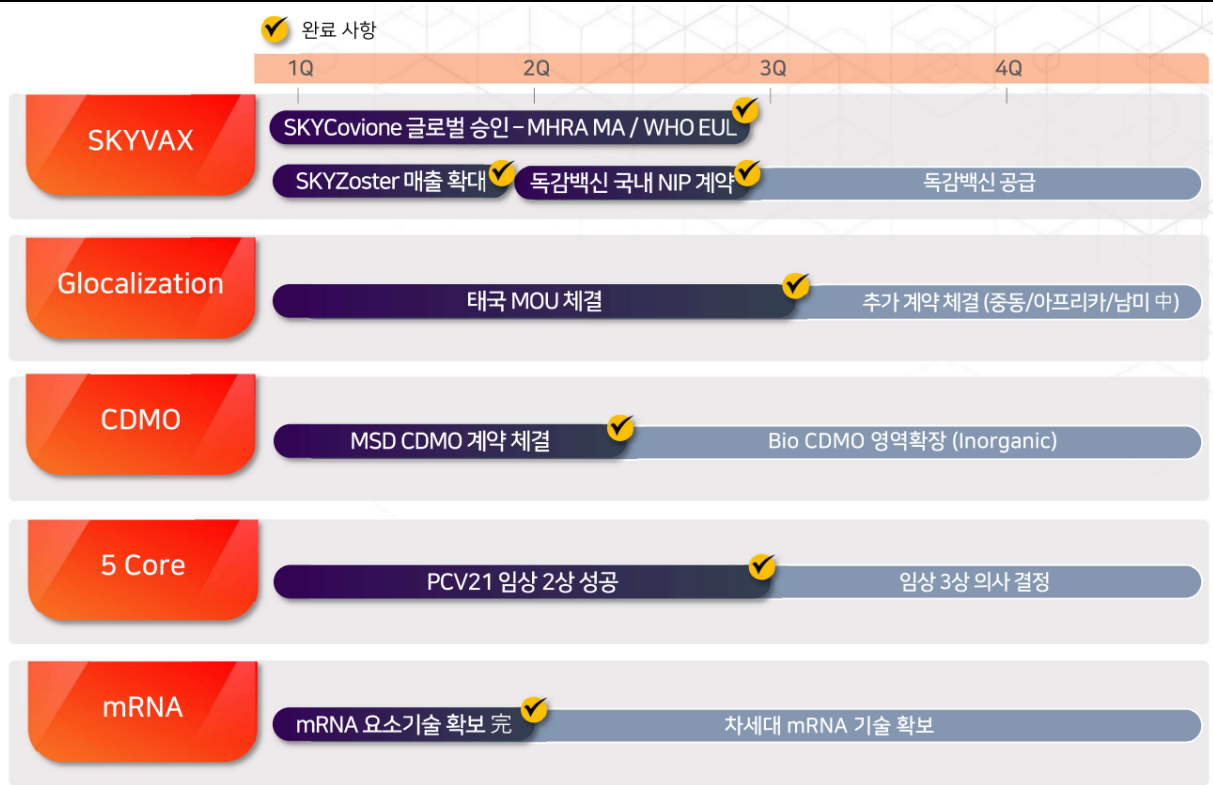 완료 사항
1Q 2Q 3Q 4Q
SKYVAX
SKYCovione 글로벌 승인 – MHRA MA / WHO EUL
SKYZoster 매출 확대 독감백신 국내 NIP 계약 독감백신 공급
Glocalization
태국 MOU 체결 추가 계약 체결 (중동/아프리카/남미 中)
CDMO
MSD CDMO 계약 체결 Bio CDMO 영역확장 (Inorganic)
5 Core
PCV21 임상 2상 성공 임상 3상 의사 결정
mRNA
mRNA 요소기술 확보 完 차세대 mRNA 기술 확보